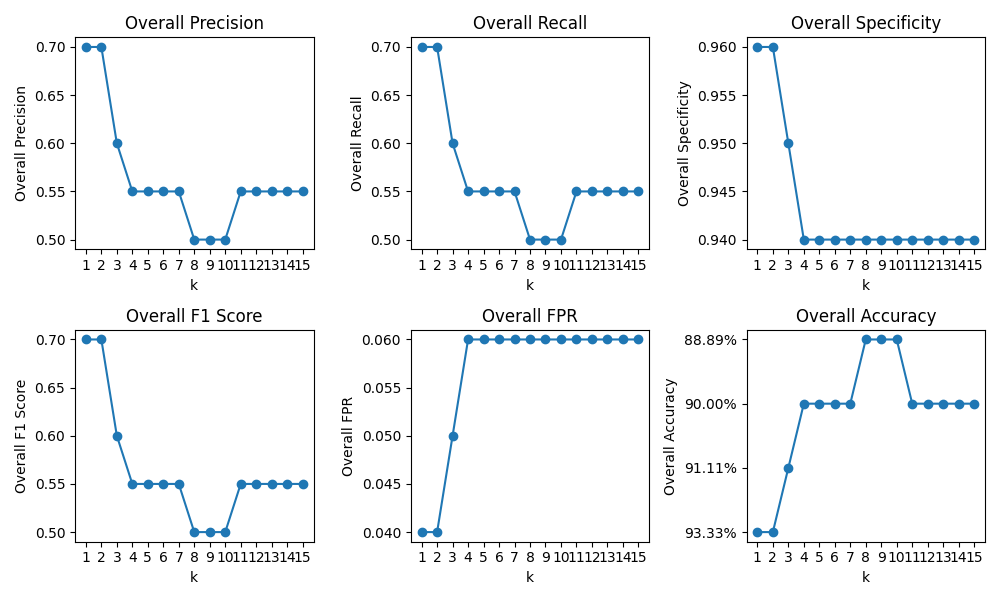 Overall Precision
Overall Precision
0.70
0.65
0.60
0.55
0.50
1 2 3 4 5 6 7 8 9 10 11 12 13 14 15
k
Overall Recall
Overall Recall
0.70
0.65
0.60
0.55
0.50
1 2 3 4 5 6 7 8 9 10 11 12 13 14 15
k
Overall Specificity
Overall Specificity
0.960
0.955
0.950
0.945
0.940
1 2 3 4 5 6 7 8 9 10 11 12 13 14 15
k
Overall F1 Score
Overall F1 Score
0.70
0.65
0.60
0.55
0.50
1 2 3 4 5 6 7 8 9 10 11 12 13 14 15
k
Overall FPR
Overall FPR
0.060
0.055
0.050
0.045
0.040
1 2 3 4 5 6 7 8 9 10 11 12 13 14 15
k
Overall Accuracy
Overall Accuracy
88.89%
90.00%
91.11%
93.33%
1 2 3 4 5 6 7 8 9 10 11 12 13 14 15
k